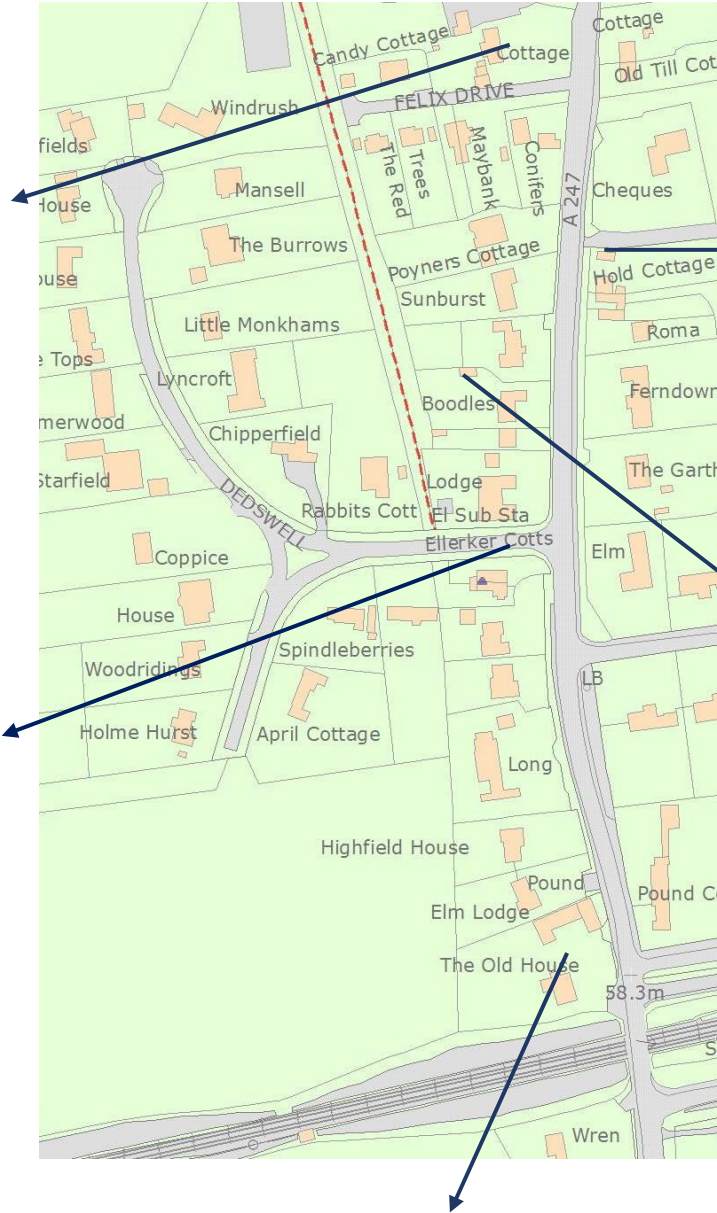 Cottage
Candy Cottage
Cottage
Old Till Cot
FELIX DRIVE
Windrush
fields
The Red
Trees
Maybank
Conifers
A 247
Cheques
House
Mansell
The Burrows
Poyners Cottage
Hold Cottage
ouse
Sunburst
Little Monkhams
Roma
e Tops
Lyncroft
Boodles
Ferndown
merwood
Chipperfield
Starfield
Lodge
The Garth
DEDSWELL
Rabbits Cott
El Sub Sta
Ellerker Cotts
Elm
Coppice
House
Spindleberries
Woodridings
LB
Holme Hurst
April Cottage
Long
Highfield House
Pound
Pound C
Elm Lodge
The Old House
58.3m
S
Wren